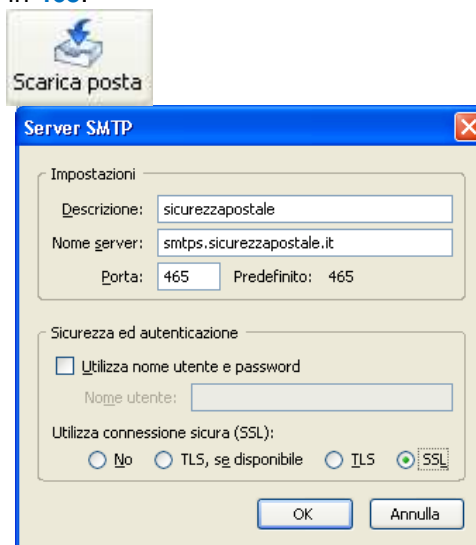 in 465.
Scarica posta
Server SMTP
Impostazioni
Descrizione: sicurezzapostale
Nome server: smtps.sicurezzapostale.it
Porta: 465 Predefinito: 465
Sicurezza ed autenticazione
Utilizza nome utente e password
Nome utente:
Utilizza connessione sicura (SSL):
No TLS, se disponibile TLS SSL
OK Annulla